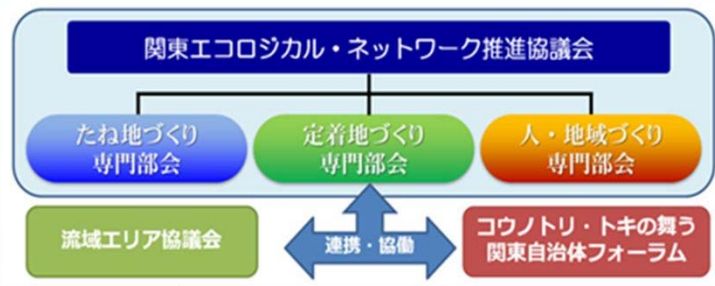 関東エコロジカル・ネットワーク推進協議会
たね地づくり
専門部会
定着地づくり
専門部会
人・地域づくり
専門部会
流域エリア協議会
連携・協働
コウノトリ・トキの舞う
関東自治体フォーラム